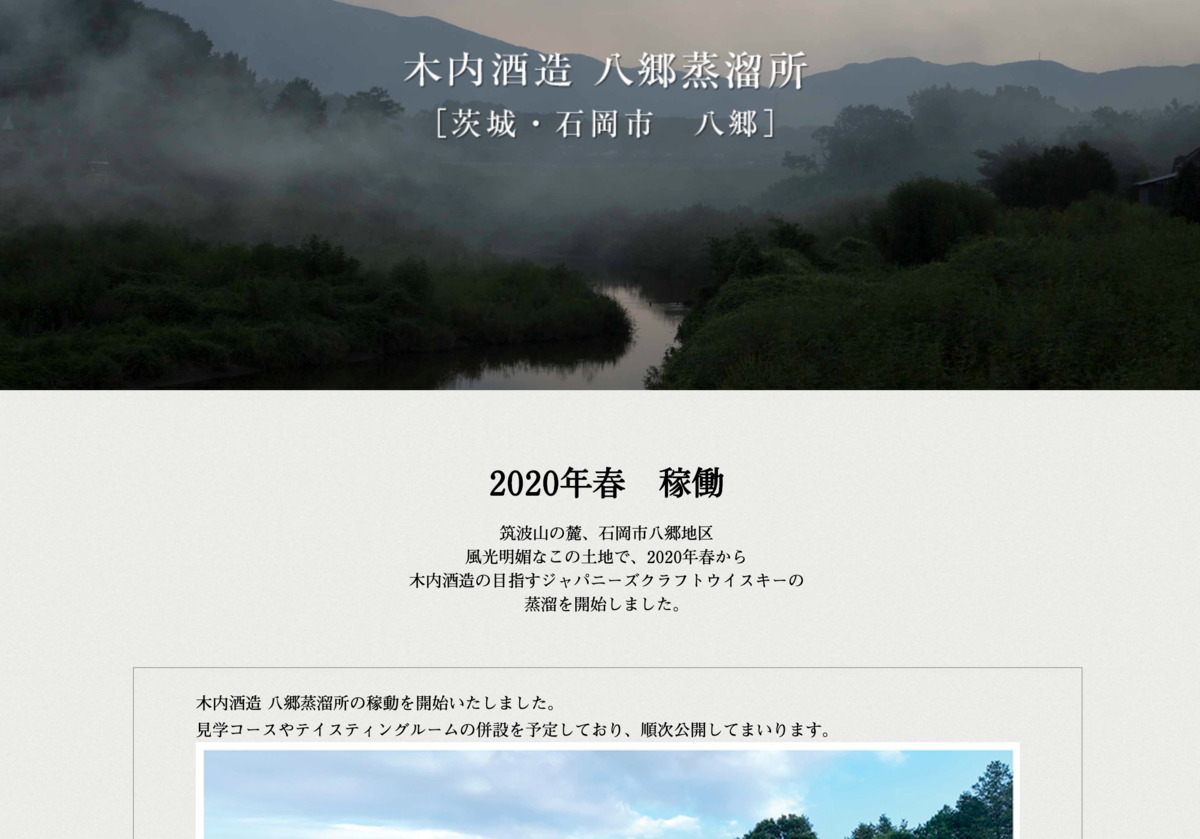 木内酒造 八郷蒸溜所
［茨城・石岡市　八郷］
2020年春　稼働
筑波山の麓、石岡市八郷地区
風光明媚なこの土地で、2020年春から
木内酒造の目指すジャパニーズクラフトウイスキーの
蒸溜を開始しました。
木内酒造 八郷蒸溜所の稼動を開始いたしました。
見学コースやテイスティングルームの併設を予定しており、順次公開してまいります。